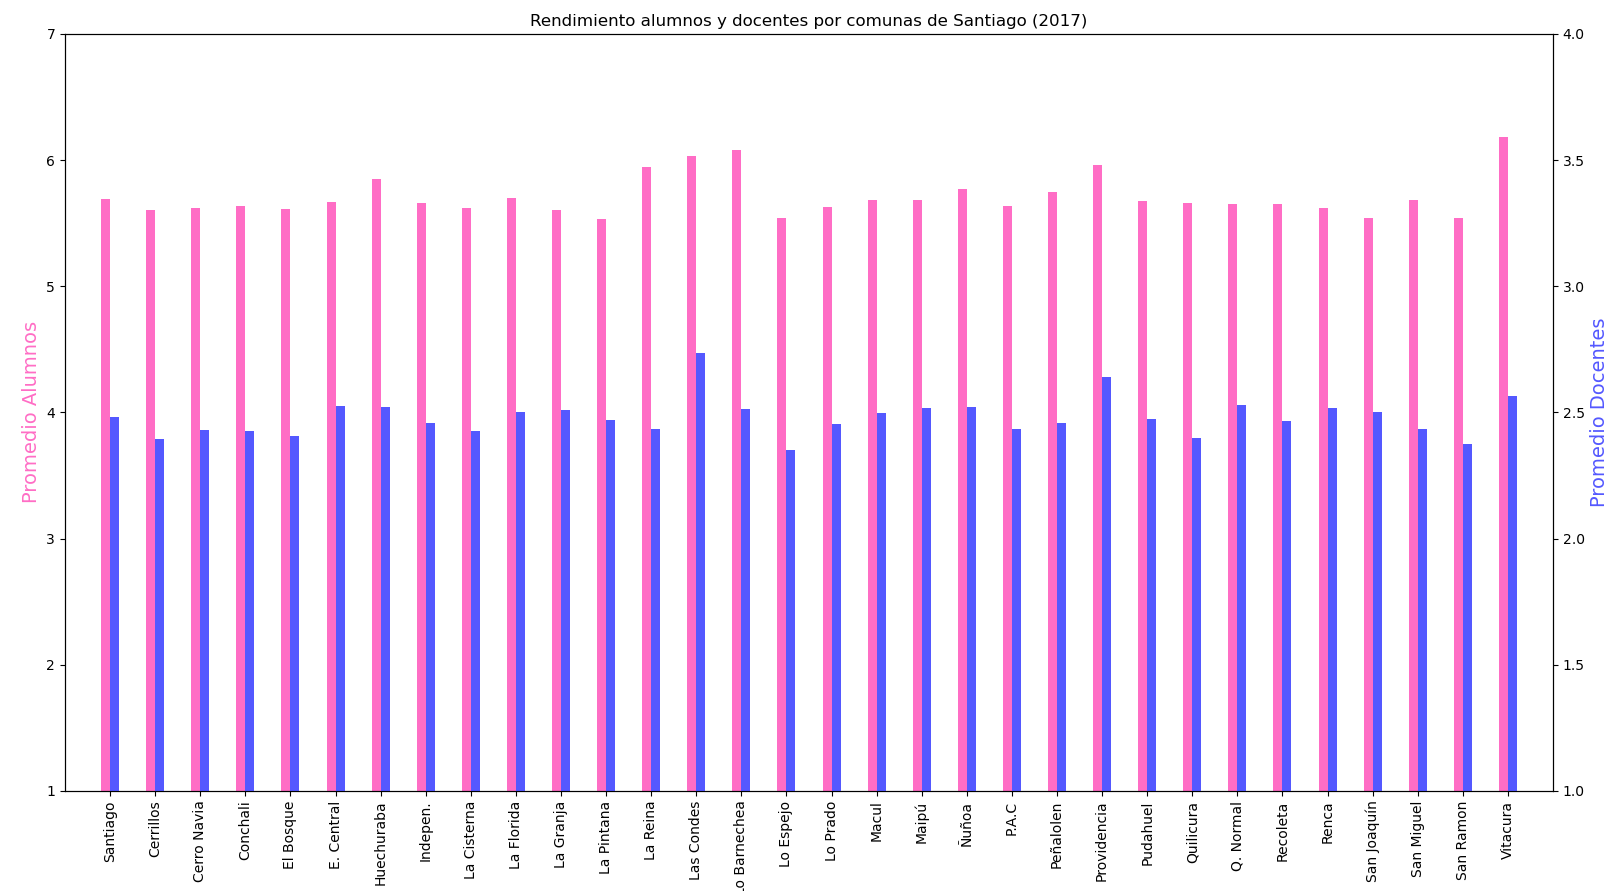 Rendimiento alumnos y docentes por comunas de Santiago (2017)
Promedio Alumnos
7
6
5
4
3
2
1
4.0
3.5
3.0
2.5
2.0
1.5
1.0
Promedio Docentes
Santiago
Cerrillos
Cerro Navia
Conchali
El Bosque
E. Central
Huechuraba
Indepen.
La Cisterna
La Florida
La Granja
La Pintana
La Reina
Las Condes
Lo Barnechea
Lo Espejo
Lo Prado
Macul
Maipú
Ñuñoa
P.A.C
Peñalolen
Providencia
Pudahuel
Quilicura
Q. Normal
Recoleta
Renca
San Joaquín
San Miguel
San Ramon
Vitacura